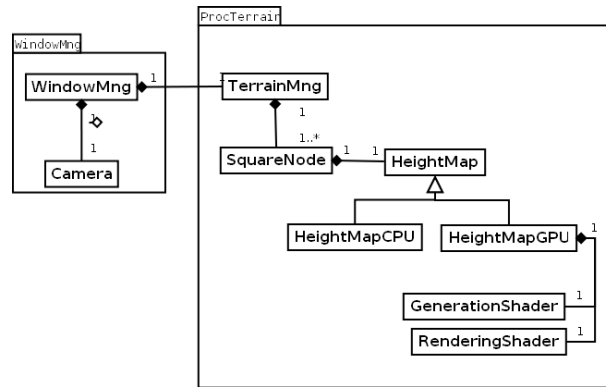 ProcTerrain
WindowMng
WindowMng 1 1 TerrainMng
1 1
1 1..*
SquareNode 1 1 HeightMap
Camera
HeightMapCPU HeightMapGPU 1
GenerationShader 1
RenderingShader 1